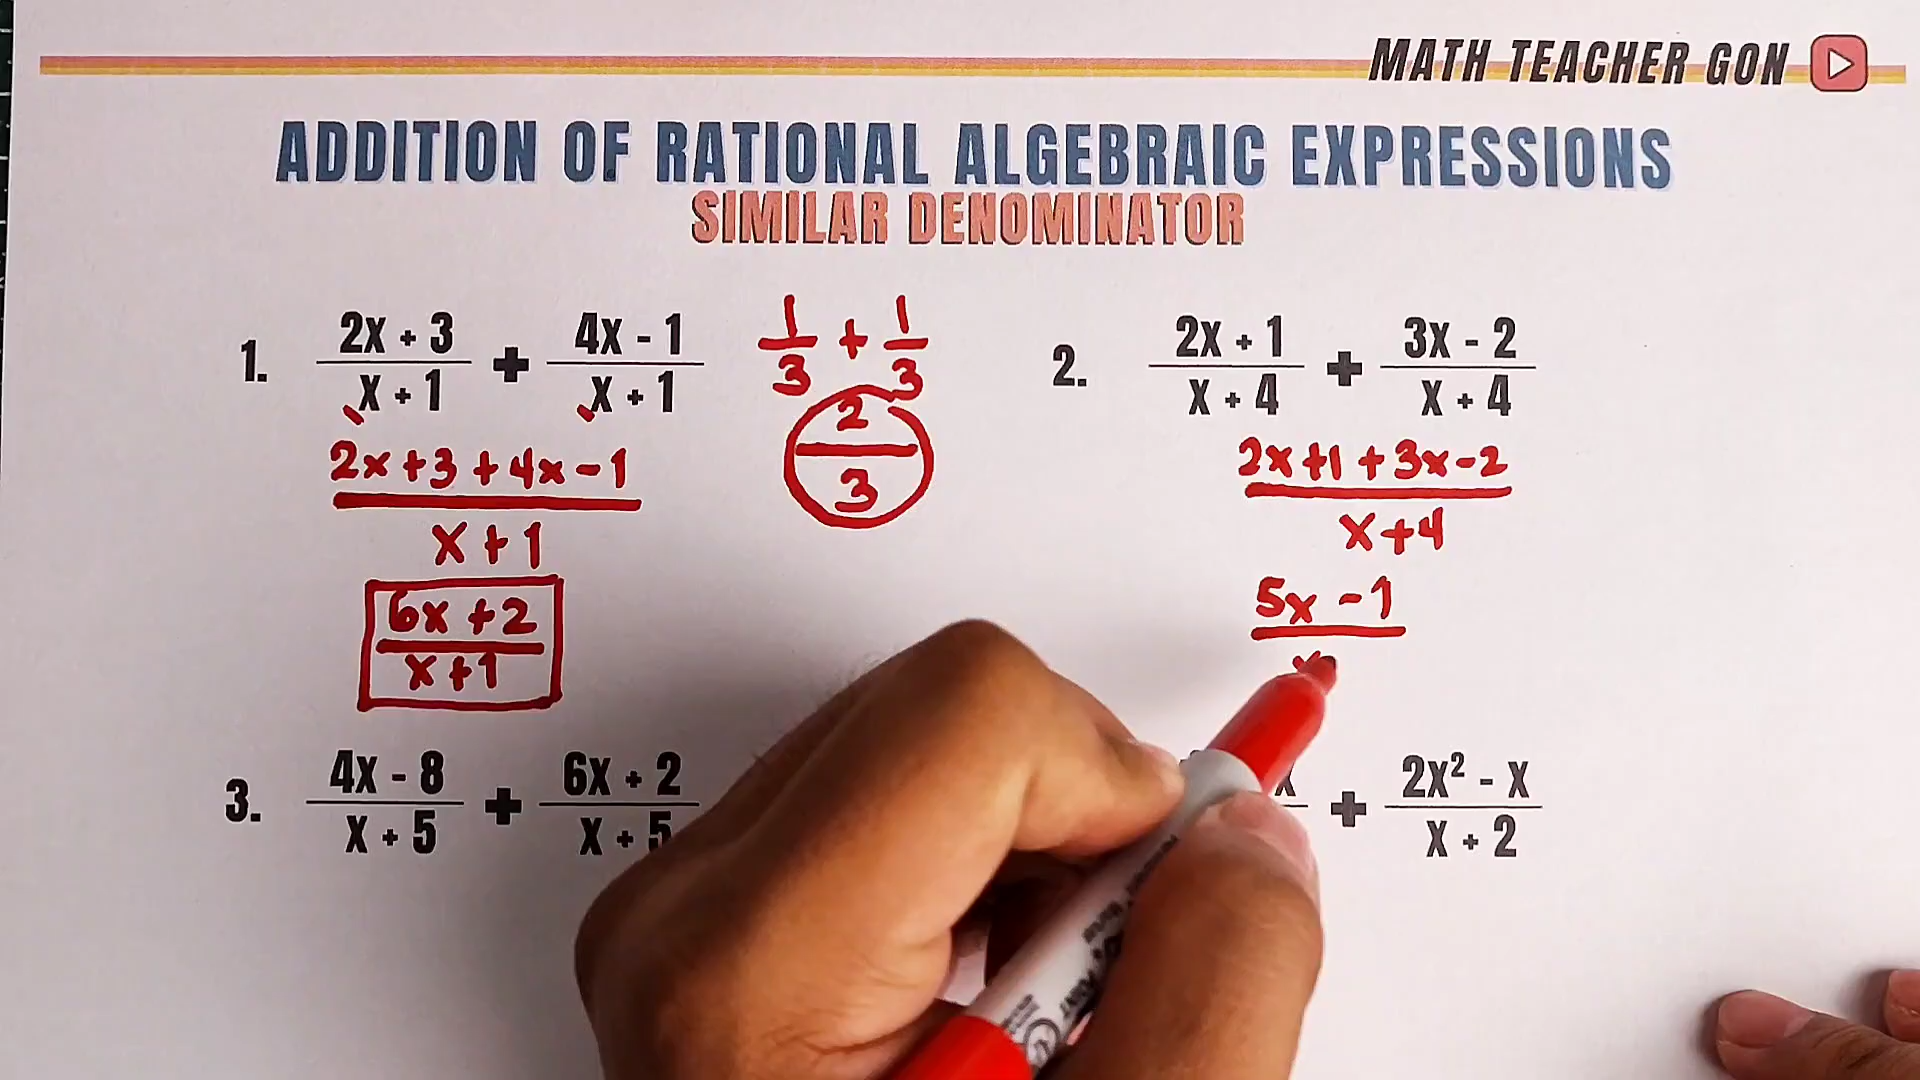 MATH TEACHER GON
ADDITION OF RATIONAL ALGEBRAIC EXPRESSIONS
SIMILAR DENOMINATOR
1. 2X + 3 / X + 1 + 4X - 1 / X + 1
1/3 + 1/3
2/3
2x + 3 + 4x - 1
x + 1
6x + 2
x + 1
2. 2X + 1 / X + 4 + 3X - 2 / X + 4
2x + 1 + 3x - 2
x + 4
5x - 1
x
3. 4X - 8 / X + 5 + 6X + 2 / X + 5
X + 2X² - X / X + 2